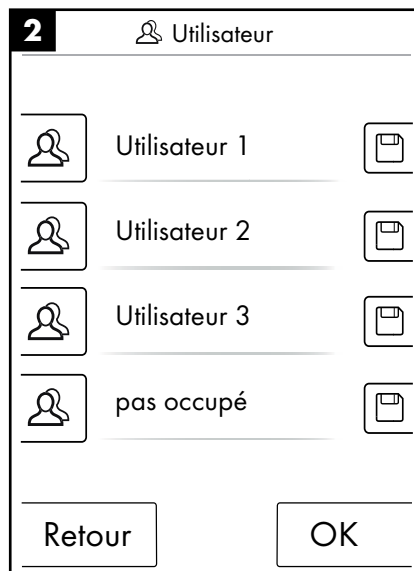 2
Utilisateur
Utilisateur 1
Utilisateur 2
Utilisateur 3
pas occupé
Retour OK